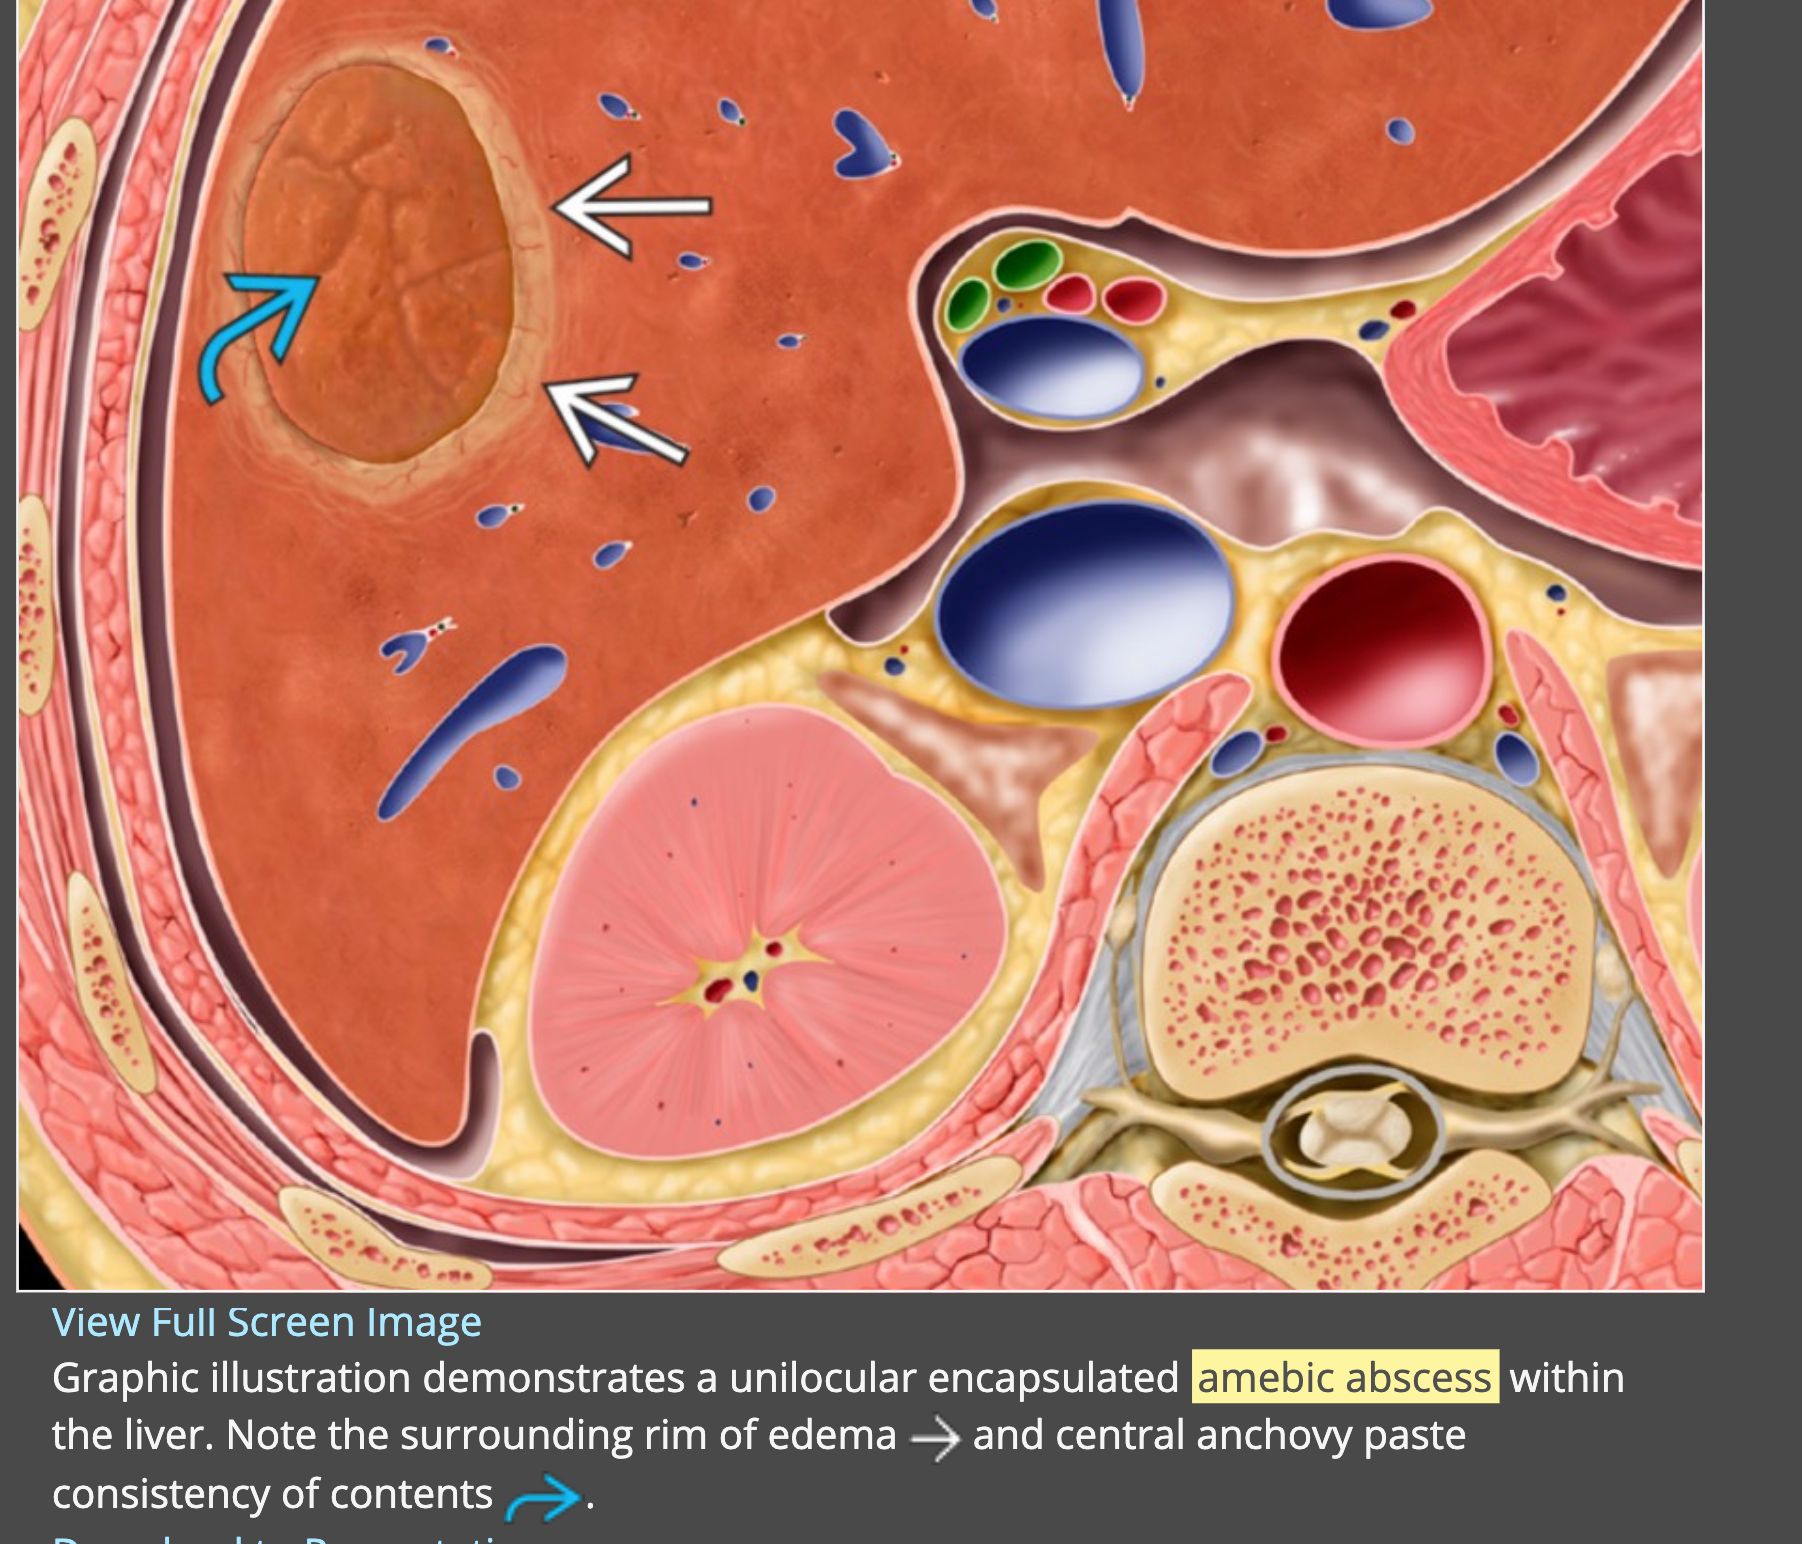 View Full Screen Image
Graphic illustration demonstrates a unilocular encapsulated amebic abscess within
the liver. Note the surrounding rim of edema → and central anchovy paste
consistency of contents ↪.